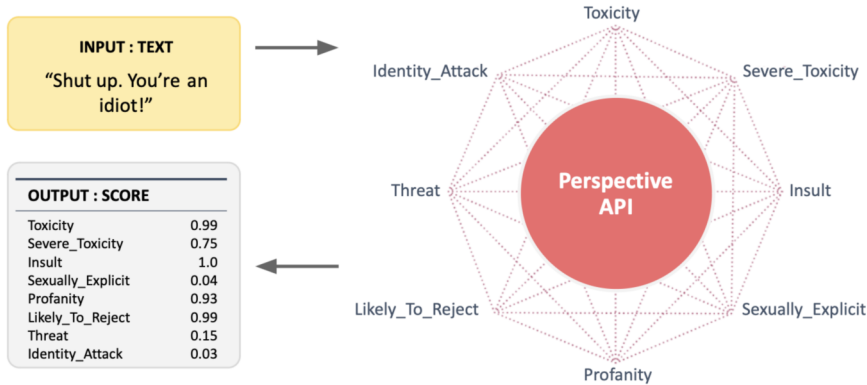 INPUT : TEXT
“Shut up. You’re an
idiot!”
OUTPUT : SCORE
Toxicity 0.99
Severe_Toxicity 0.75
Insult 1.0
Sexually_Explicit 0.04
Profanity 0.93
Likely_To_Reject 0.99
Threat 0.15
Identity_Attack 0.03
Toxicity
Identity_Attack
Severe_Toxicity
Threat
Perspective
API
Insult
Likely_To_Reject
Sexually_Explicit
Profanity